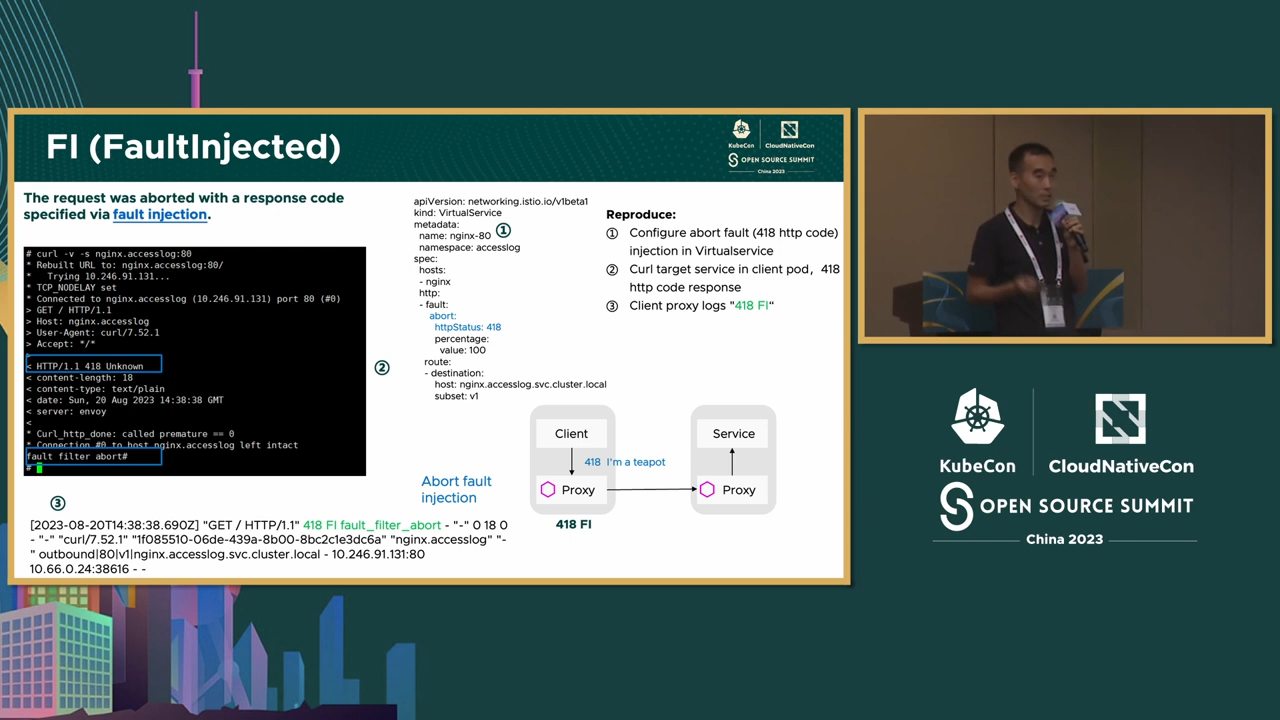 FI (FaultInjected)
KubeCon
CloudNativeCon
OPEN SOURCE SUMMIT
China 2023
The request was aborted with a response code
specified via fault injection.
# curl -v -s nginx.accesslog:80
* Rebuilt URL to: nginx.accesslog:80/
*   Trying 10.246.91.131...
* TCP_NODELAY set
* Connected to nginx.accesslog (10.246.91.131) port 80 (#0)
> GET / HTTP/1.1
> Host: nginx.accesslog
> User-Agent: curl/7.52.1
> Accept: */*
>
< HTTP/1.1 418 Unknown
< content-length: 18
< content-type: text/plain
< date: Sun, 20 Aug 2023 14:38:38 GMT
< server: envoy
<
* Curl_http_done: called premature == 0
* Connection #0 to host nginx.accesslog left intact
fault filter abort#
#
②
apiVersion: networking.istio.io/v1beta1
kind: VirtualService
metadata:
name: nginx-80
①
namespace: accesslog
spec:
hosts:
- nginx
http:
- fault:
abort:
httpStatus: 418
percentage:
value: 100
route:
- destination:
host: nginx.accesslog.svc.cluster.local
subset: v1
Reproduce:
① Configure abort fault (418 http code)
injection in Virtualservice
② Curl target service in client pod, 418
http code response
③ Client proxy logs "418 FI"
Abort fault
injection
Client
418 I'm a teapot
Proxy
418 FI
Service
Proxy
③
[2023-08-20T14:38:38.690Z] "GET / HTTP/1.1" 418 FI fault_filter_abort - "-" 0 18 0
- "-" "curl/7.52.1" "1f085510-06de-439a-8b00-8bc2c1e3dc6a" "nginx.accesslog" "-
" outbound|80|v1|nginx.accesslog.svc.cluster.local - 10.246.91.131:80
10.66.0.24:38616 - -
KubeCon
CloudNativeCon
OPEN SOURCE SUMMIT
China 2023